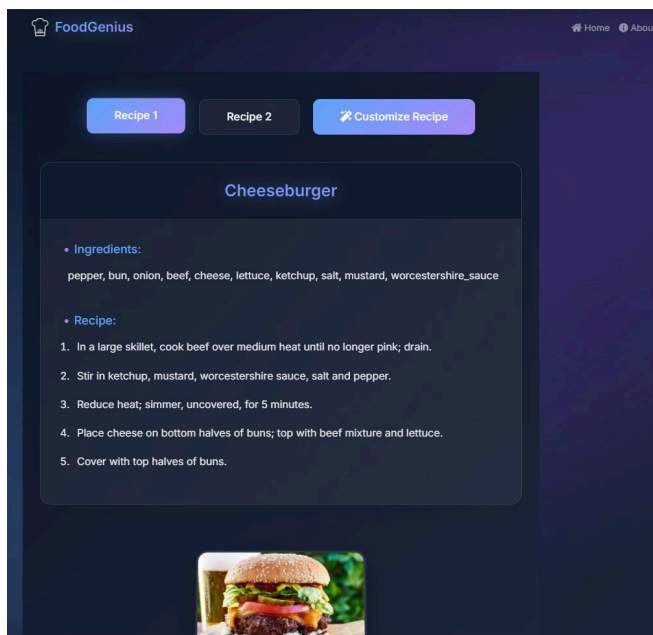 FoodGenius
Home
Recipe 1
Recipe 2
Customize Recipe
Cheeseburger
• Ingredients:
pepper, bun, onion, beef, cheese, lettuce, ketchup, salt, mustard, worcestershire_sauce
• Recipe:
1. In a large skillet, cook beef over medium heat until no longer pink; drain.
2. Stir in ketchup, mustard, worcestershire sauce, salt and pepper.
3. Reduce heat; simmer, uncovered, for 5 minutes.
4. Place cheese on bottom halves of buns; top with beef mixture and lettuce.
5. Cover with top halves of buns.